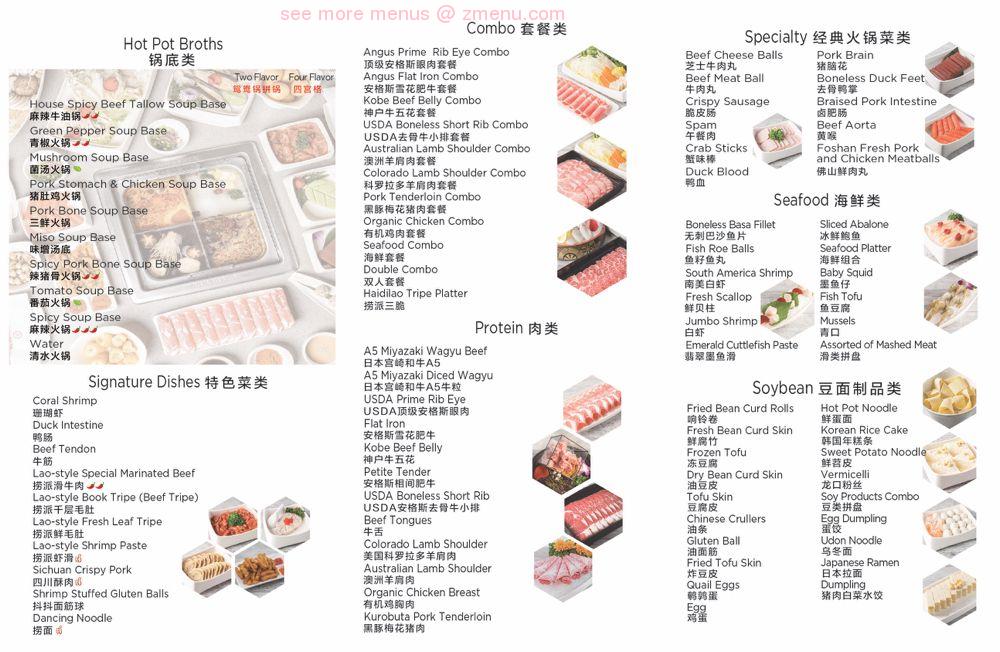 see more menus @ zmenu.com
Hot Pot Broths
锅底类
Two Flavor Four Flavor
鸳鸯锅拼锅 四宫格
House Spicy Beef Tallow Soup Base
麻辣牛油锅
Green Pepper Soup Base
青椒火锅
Mushroom Soup Base
菌汤火锅
Pork Stomach & Chicken Soup Base
猪肚鸡火锅
Pork Bone Soup Base
三鲜火锅
Miso Soup Base
味增汤底
Spicy Pork Bone Soup Base
辣猪骨火锅
Tomato Soup Base
番茄火锅
Spicy Soup Base
麻辣火锅
Water
清水火锅
Signature Dishes 特色菜类
Coral Shrimp
珊瑚虾
Duck Intestine
鸭肠
Beef Tendon
牛筋
Lao-style Special Marinated Beef
捞派滑牛肉
Lao-style Book Tripe (Beef Tripe)
捞派千层毛肚
Lao-style Fresh Leaf Tripe
捞派鲜毛肚
Lao-style Shrimp Paste
捞派虾滑
Sichuan Crispy Pork
四川酥肉
Shrimp Stuffed Gluten Balls
抖抖面筋球
Dancing Noodle
捞面
Combo 套餐类
Angus Prime Rib Eye Combo
顶级安格斯眼肉套餐
Angus Flat Iron Combo
安格斯雪花肥牛套餐
Kobe Beef Belly Combo
神户牛五花套餐
USDA Boneless Short Rib Combo
USDA去骨牛小排套餐
Australian Lamb Shoulder Combo
澳洲羊肩肉套餐
Colorado Lamb Shoulder Combo
科罗拉多羊肩肉套餐
Pork Tenderloin Combo
黑豚梅花猪肉套餐
Organic Chicken Combo
有机鸡肉套餐
Seafood Combo
海鲜套餐
Double Combo
双人套餐
Haidilao Tripe Platter
捞派三脆
Protein 肉类
A5 Miyazaki Wagyu Beef
日本宫崎和牛A5
A5 Miyazaki Diced Wagyu
日本宫崎和牛A5牛粒
USDA Prime Rib Eye
USDA顶级安格斯眼肉
Flat Iron
安格斯雪花肥牛
Kobe Beef Belly
神户牛五花
Petite Tender
安格斯相间肥牛
USDA Boneless Short Rib
USDA安格斯去骨牛小排
Beef Tongues
牛舌
Colorado Lamb Shoulder
美国科罗拉多羊肩肉
Australian Lamb Shoulder
澳洲羊肩肉
Organic Chicken Breast
有机鸡胸肉
Kurobuta Pork Tenderloin
黑豚梅花猪肉
Specialty 经典火锅菜类
Beef Cheese Balls
芝士牛肉丸
Beef Meat Ball
牛肉丸
Crispy Sausage
脆皮肠
Spam
午餐肉
Crab Sticks
蟹味棒
Duck Blood
鸭血
Pork Brain
猪脑花
Boneless Duck Feet
去骨鸭掌
Braised Pork Intestine
卤肥肠
Beef Aorta
黄喉
Foshan Fresh Pork
and Chicken Meatballs
佛山鲜肉丸
Seafood 海鲜类
Boneless Basa Fillet
无刺巴沙鱼片
Fish Roe Balls
鱼籽鱼丸
South America Shrimp
南美白虾
Fresh Scallop
鲜贝柱
Jumbo Shrimp
白虾
Emerald Cuttlefish Paste
翡翠墨鱼滑
Sliced Abalone
冰鲜鲍鱼
Seafood Platter
海鲜组合
Baby Squid
墨鱼仔
Fish Tofu
鱼豆腐
Mussels
青口
Assorted of Mashed Meat
滑类拼盘
Soybean 豆面制品类
Fried Bean Curd Rolls
响铃卷
Fresh Bean Curd Skin
鲜腐竹
Frozen Tofu
冻豆腐
Dry Bean Curd Skin
油豆皮
Tofu Skin
豆腐皮
Chinese Crullers
油条
Gluten Ball
油面筋
Fried Tofu Skin
炸豆皮
Quail Eggs
鹌鹑蛋
Egg
鸡蛋
Hot Pot Noodle
鲜蛋面
Korean Rice Cake
韩国年糕条
Sweet Potato Noodle
鲜苕皮
Vermicelli
龙口粉丝
Soy Products Combo
豆类拼盘
Egg Dumpling
蛋饺
Udon Noodle
乌冬面
Japanese Ramen
日本拉面
Dumpling
猪肉白菜水饺